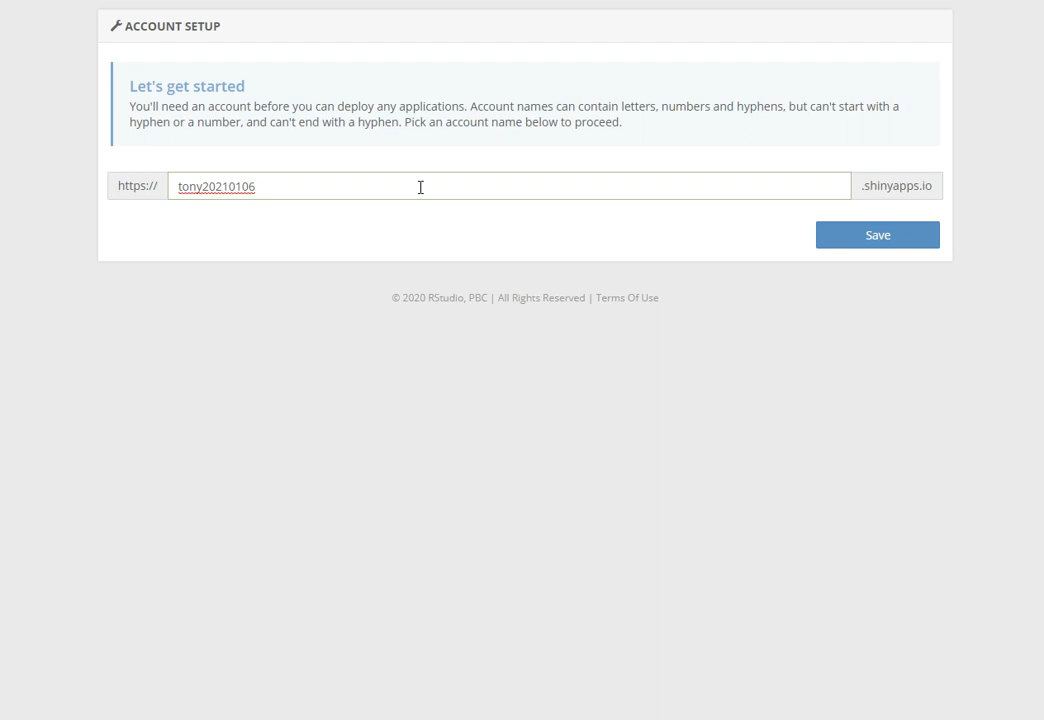 ACCOUNT SETUP
Let's get started
You'll need an account before you can deploy any applications. Account names can contain letters, numbers and hyphens, but can't start with a
hyphen or a number, and can't end with a hyphen. Pick an account name below to proceed.
https:// tony20210106 .shinyapps.io
Save
© 2020 RStudio, PBC | All Rights Reserved | Terms Of Use